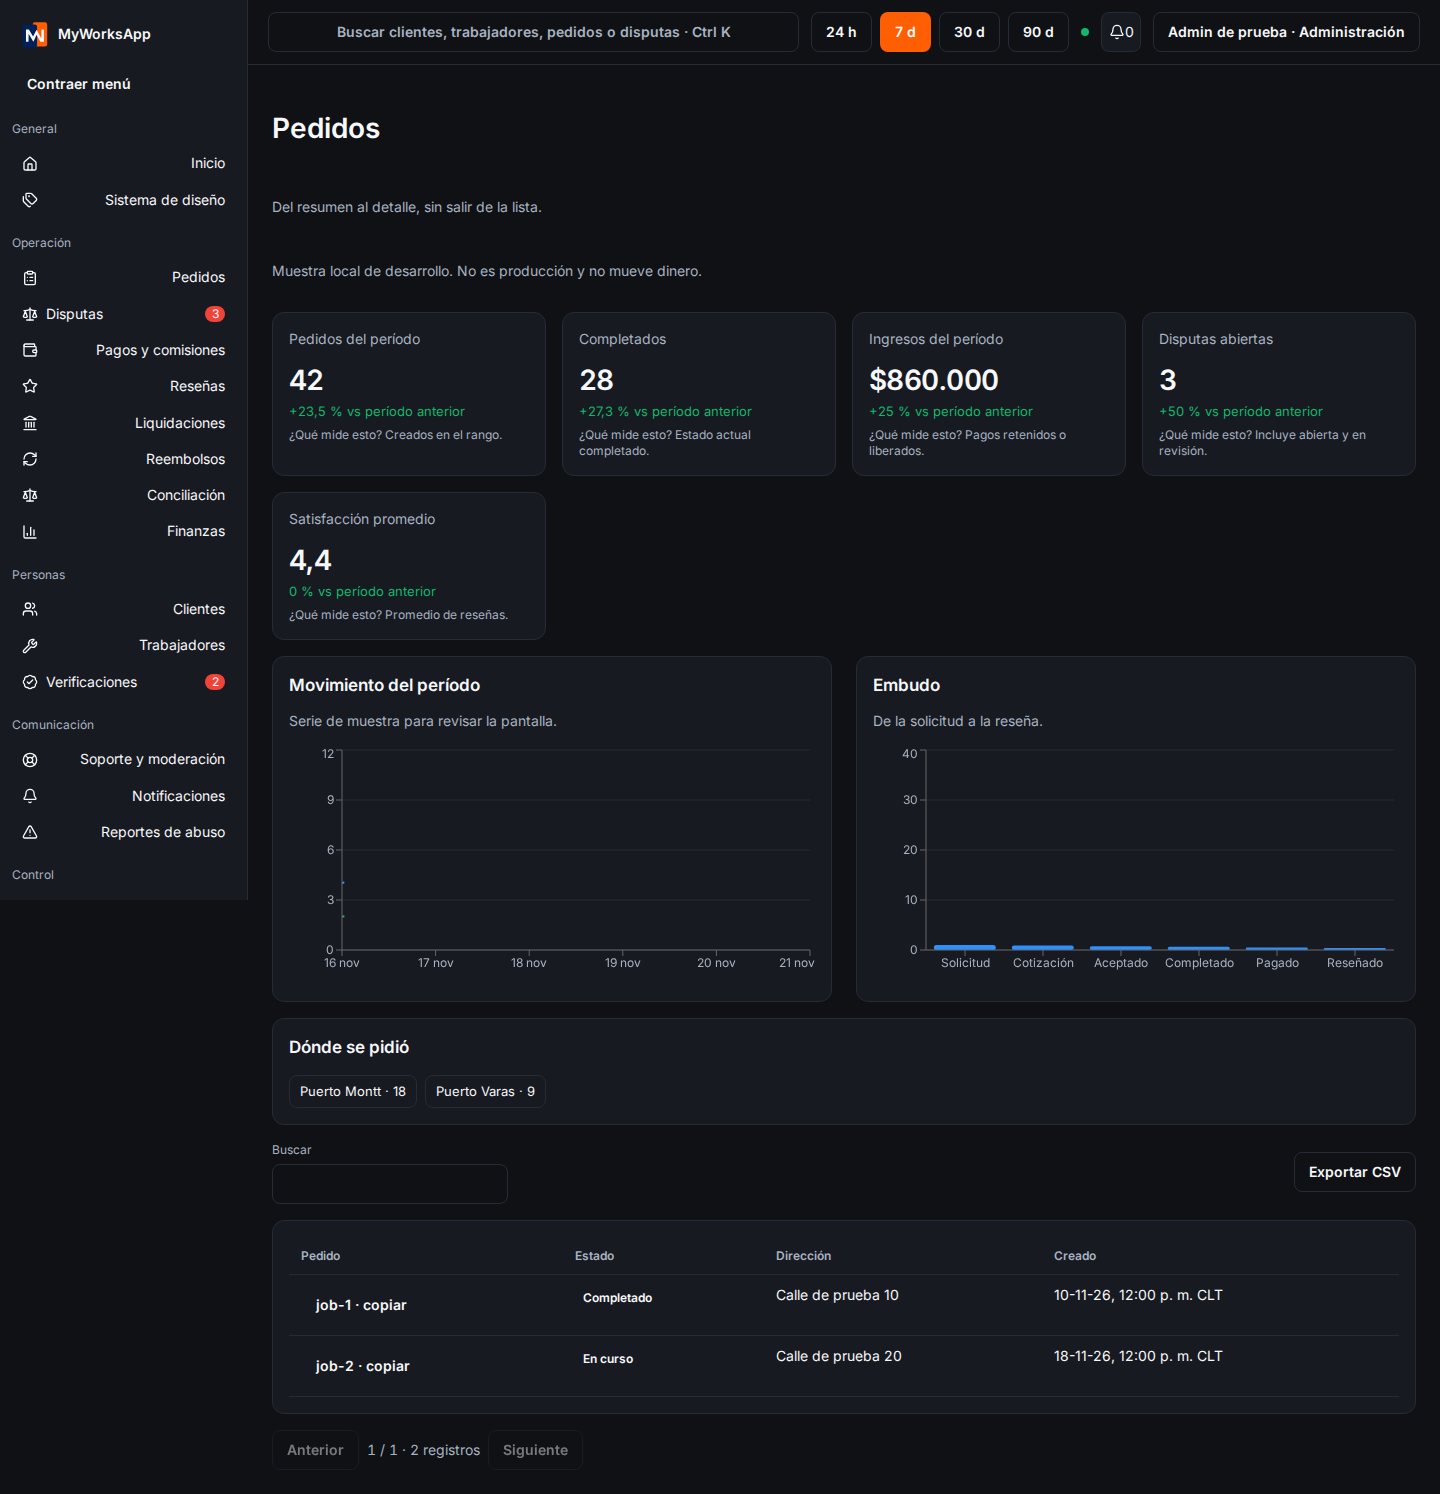 MyWorksApp
Buscar clientes, trabajadores, pedidos o disputas · Ctrl K
24 h
7 d
30 d
90 d
0
Admin de prueba · Administración
Contraer menú
General
Inicio
Sistema de diseño
Operación
Pedidos
Disputas 3
Pagos y comisiones
Reseñas
Liquidaciones
Reembolsos
Conciliación
Finanzas
Personas
Clientes
Trabajadores
Verificaciones 2
Comunicación
Soporte y moderación
Notificaciones
Reportes de abuso
Control
Pedidos
Del resumen al detalle, sin salir de la lista.
Muestra local de desarrollo. No es producción y no mueve dinero.
Pedidos del período
42
+23,5 % vs período anterior
¿Qué mide esto? Creados en el rango.
Completados
28
+27,3 % vs período anterior
¿Qué mide esto? Estado actual
completado.
Ingresos del período
$860.000
+25 % vs período anterior
¿Qué mide esto? Pagos retenidos o
liberados.
Disputas abiertas
3
+50 % vs período anterior
¿Qué mide esto? Incluye abierta y en
revisión.
Satisfacción promedio
4,4
0 % vs período anterior
¿Qué mide esto? Promedio de reseñas.
Movimiento del período
Serie de muestra para revisar la pantalla.
12
9
6
3
0
16 nov 17 nov 18 nov 19 nov 20 nov 21 nov
Embudo
De la solicitud a la reseña.
40
30
20
10
0
Solicitud Cotización Aceptado Completado Pagado Reseñado
Dónde se pidió
Puerto Montt · 18
Puerto Varas · 9
Buscar
Exportar CSV
Pedido Estado Dirección Creado
job-1 · copiar Completado Calle de prueba 10 10-11-26, 12:00 p. m. CLT
job-2 · copiar En curso Calle de prueba 20 18-11-26, 12:00 p. m. CLT
Anterior 1 / 1 · 2 registros Siguiente